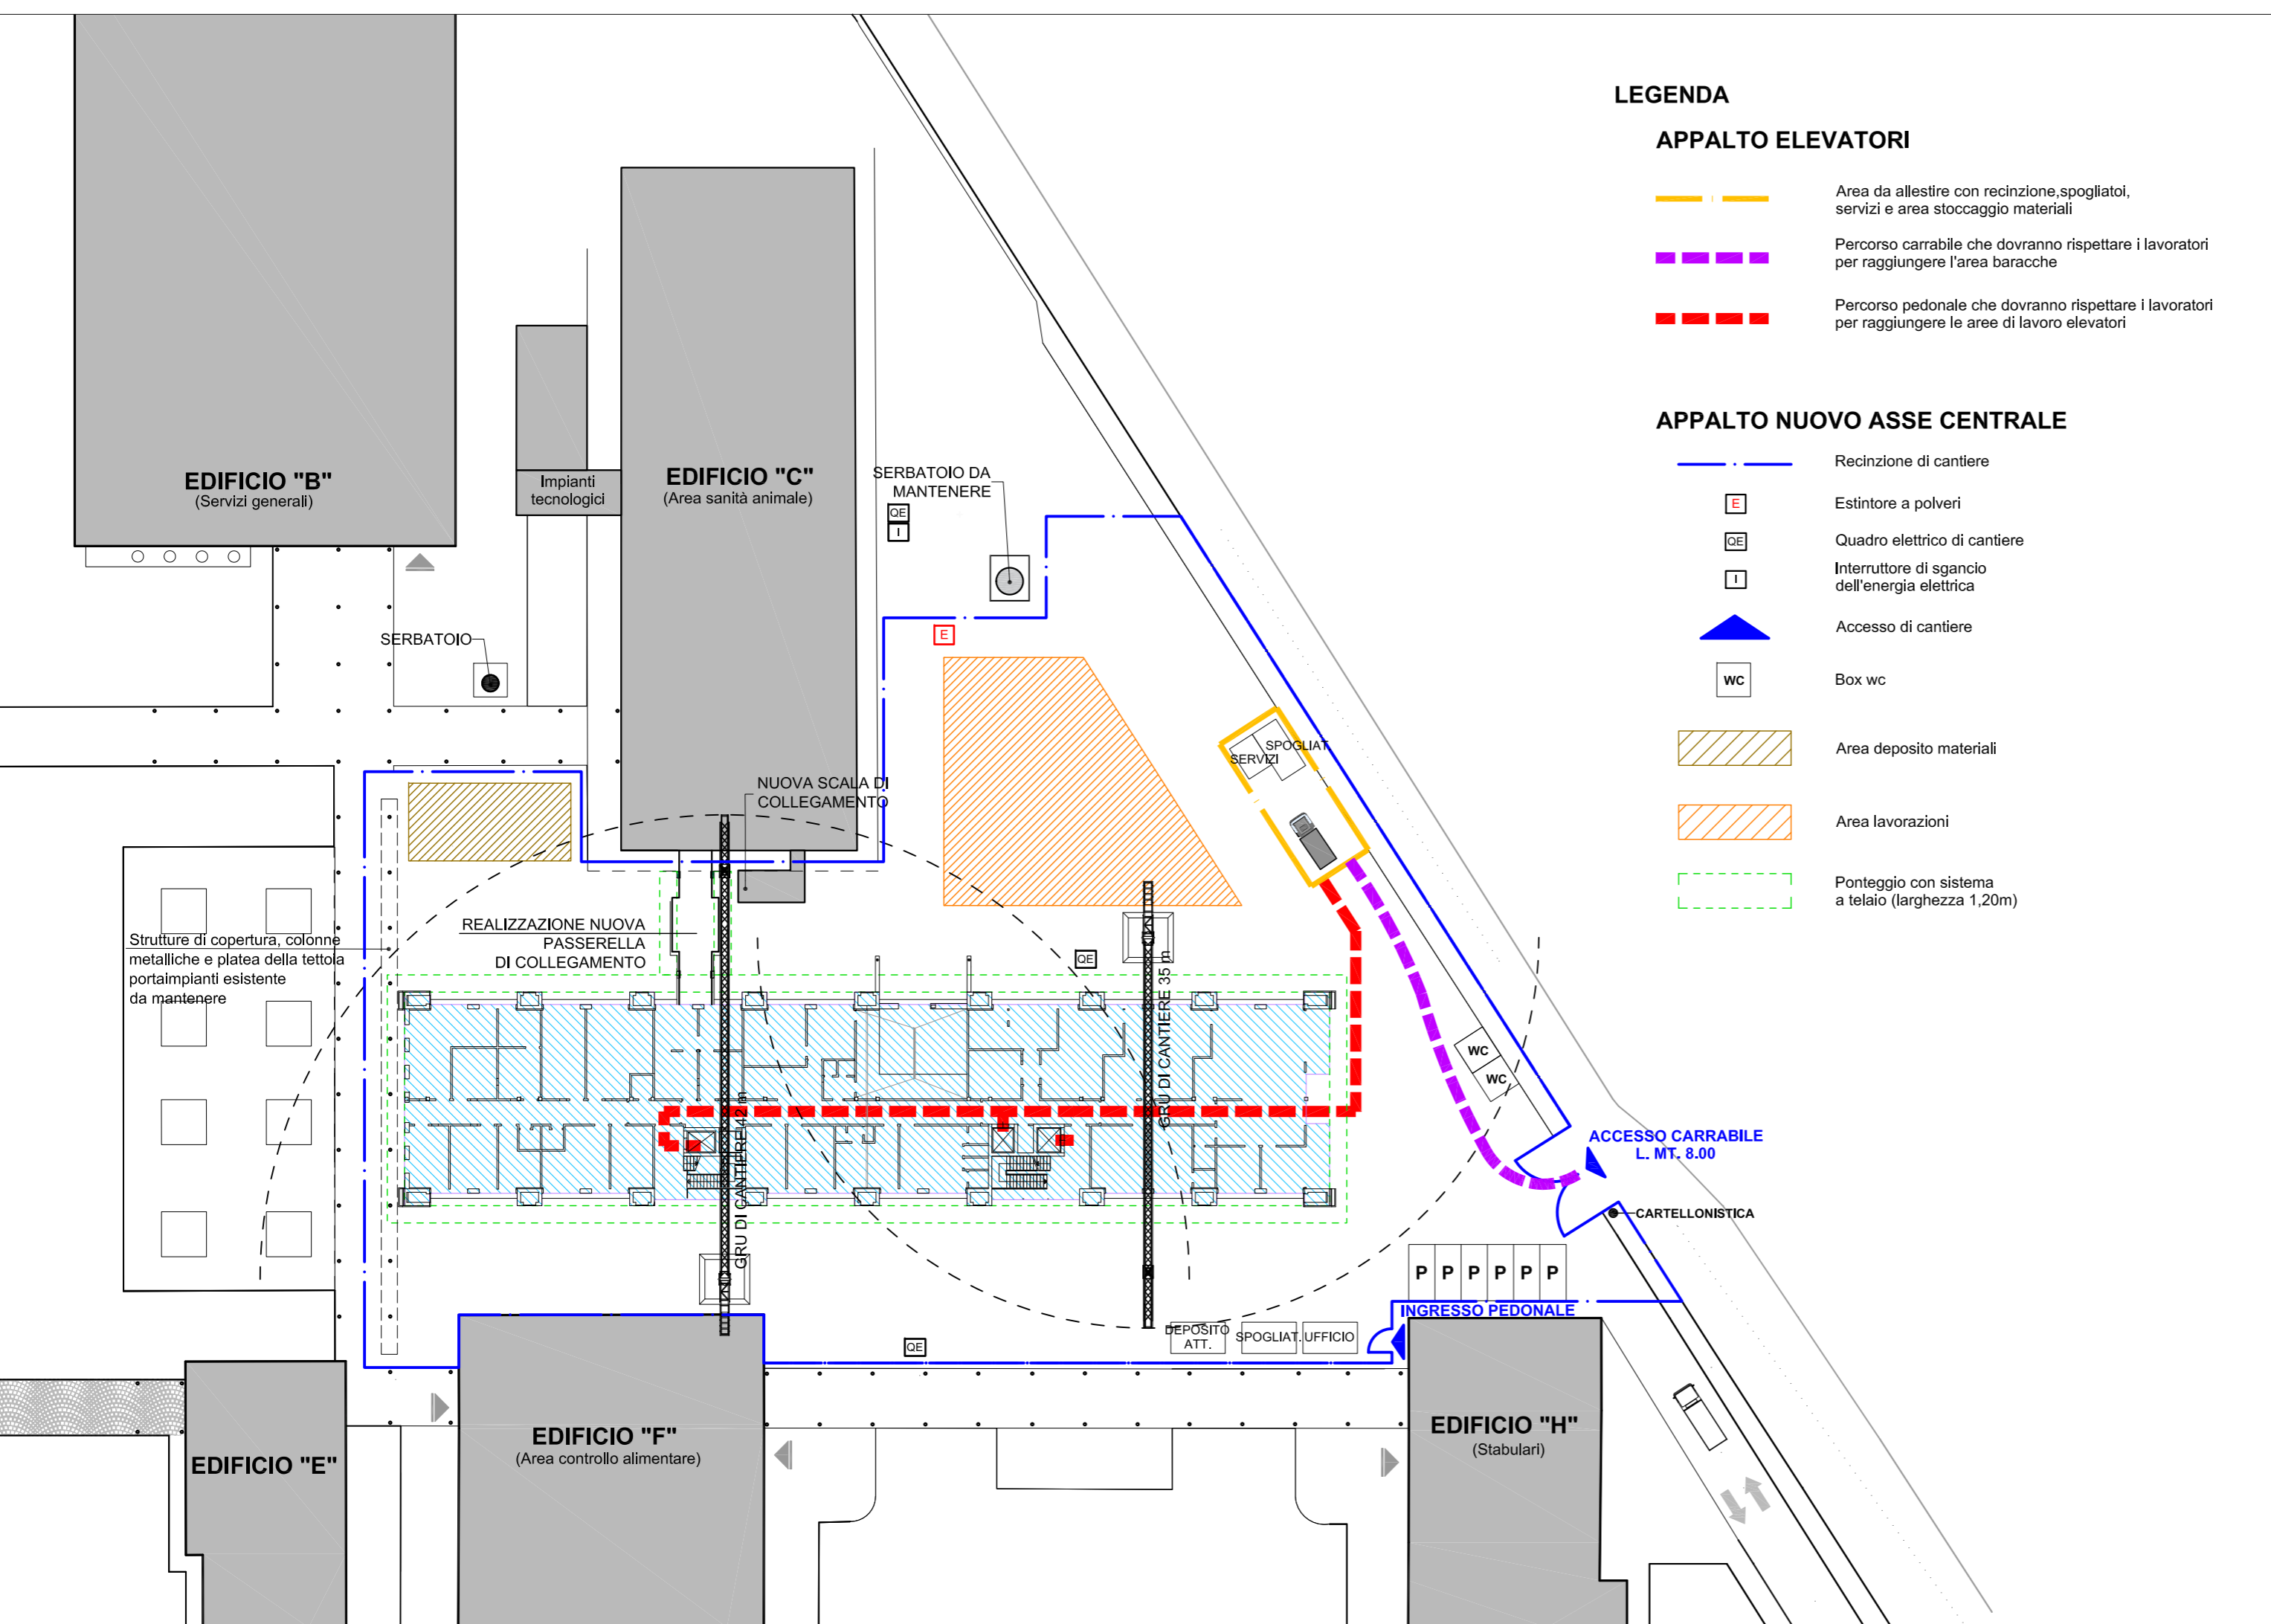 LEGENDA
APPALTO ELEVATORI
Area da allestire con recinzione,spogliatoi,
servizi e area stoccaggio materiali
Percorso carrabile che dovranno rispettare i lavoratori
per raggiungere l'area baracche
Percorso pedonale che dovranno rispettare i lavoratori
per raggiungere le aree di lavoro elevatori
APPALTO NUOVO ASSE CENTRALE
Recinzione di cantiere
E
Estintore a polveri
QE
Quadro elettrico di cantiere
I
Interruttore di sgancio
dell'energia elettrica
Accesso di cantiere
WC
Box wc
Area deposito materiali
Area lavorazioni
Ponteggio con sistema
a telaio (larghezza 1,20m)
EDIFICIO "B"
(Servizi generali)
Impianti
tecnologici
EDIFICIO "C"
(Area sanità animale)
SERBATOIO DA
MANTENERE
QE
I
SERBATOIO
E
SPOGLIAT.
SERVIZI
NUOVA SCALA DI
COLLEGAMENTO
REALIZZAZIONE NUOVA
PASSERELLA
DI COLLEGAMENTO
Strutture di copertura, colonne
metalliche e platea della tettoia
portaimpianti esistente
da mantenere
QE
GRU DI CANTIERE 35 m
GRU DI CANTIERE 42 m
WC
WC
ACCESSO CARRABILE
L. MT. 8.00
CARTELLONISTICA
P P P P P P
INGRESSO PEDONALE
DEPOSITO
ATT.
SPOGLIAT.
UFFICIO
QE
EDIFICIO "E"
EDIFICIO "F"
(Area controllo alimentare)
EDIFICIO "H"
(Stabulari)